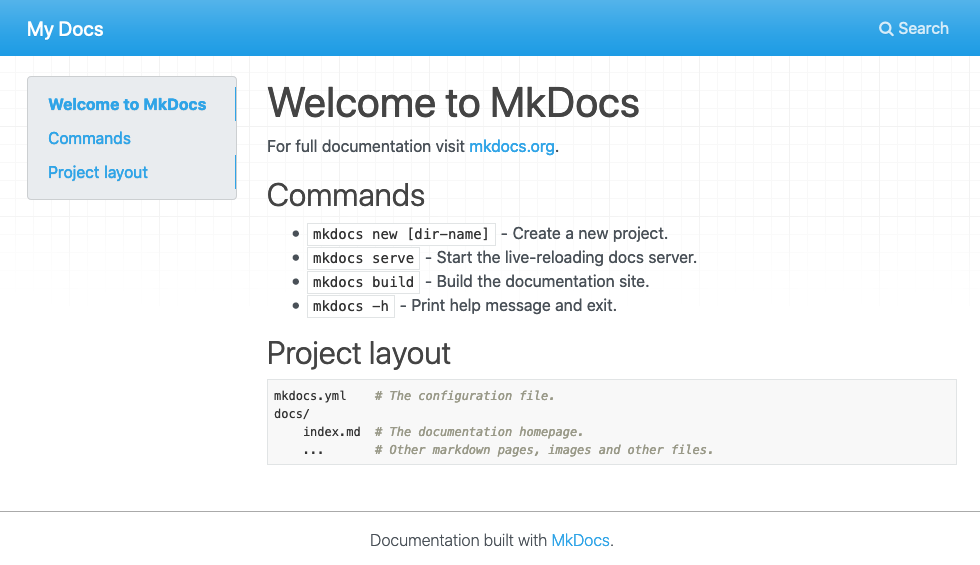 My Docs
Search
Welcome to MkDocs
Commands
Project layout
Welcome to MkDocs
For full documentation visit mkdocs.org.
Commands
mkdocs new [dir-name] - Create a new project.
mkdocs serve - Start the live-reloading docs server.
mkdocs build - Build the documentation site.
mkdocs -h - Print help message and exit.
Project layout
mkdocs.yml    # The configuration file.
docs/
    index.md  # The documentation homepage.
    ...       # Other markdown pages, images and other files.
Documentation built with MkDocs.